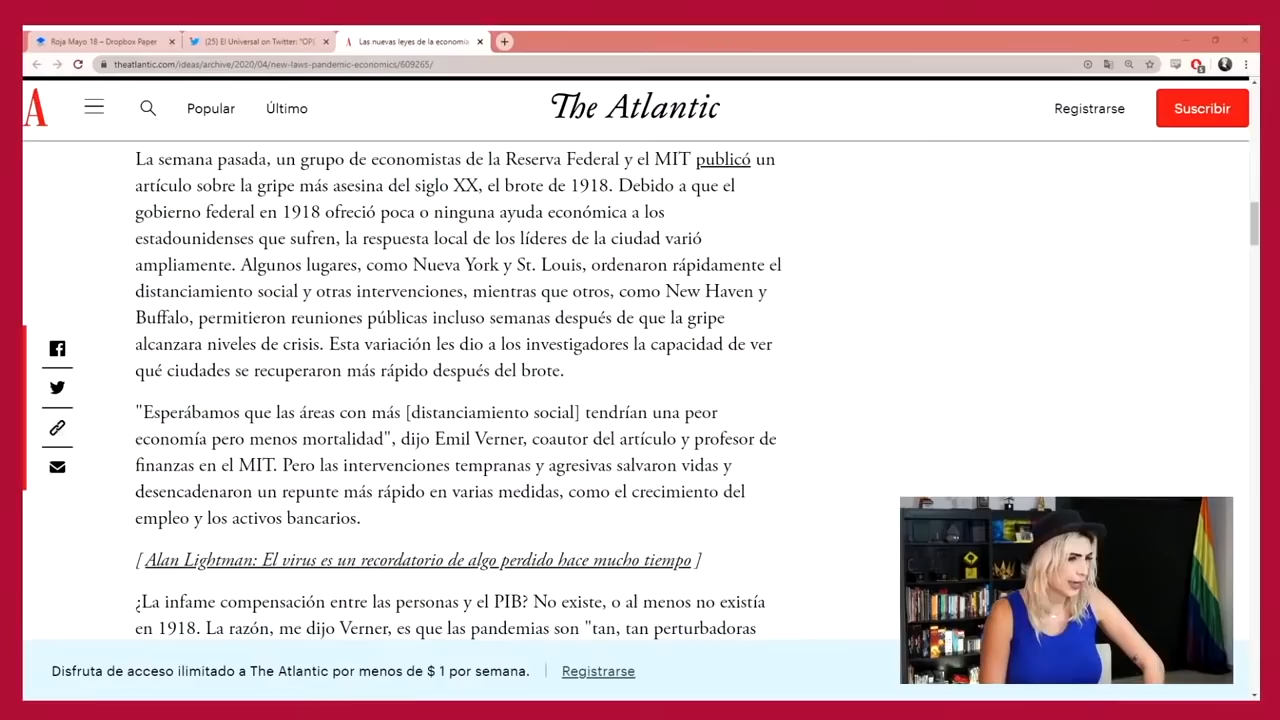 Roja Mayo 18 – Dropbox Paper
(25) El Universal on Twitter: "OP(
Las nuevas leyes de la economía
theatlantic.com/ideas/archive/2020/04/new-laws-pandemic-economics/609265/
A
Popular
Último
The Atlantic
Registrarse
Suscribir
La semana pasada, un grupo de economistas de la Reserva Federal y el MIT publicó un
artículo sobre la gripe más asesina del siglo XX, el brote de 1918. Debido a que el
gobierno federal en 1918 ofreció poca o ninguna ayuda económica a los
estadounidenses que sufren, la respuesta local de los líderes de la ciudad varió
ampliamente. Algunos lugares, como Nueva York y St. Louis, ordenaron rápidamente el
distanciamiento social y otras intervenciones, mientras que otros, como New Haven y
Buffalo, permitieron reuniones públicas incluso semanas después de que la gripe
alcanzara niveles de crisis. Esta variación les dio a los investigadores la capacidad de ver
qué ciudades se recuperaron más rápido después del brote.
"Esperábamos que las áreas con más [distanciamiento social] tendrían una peor
economía pero menos mortalidad", dijo Emil Verner, coautor del artículo y profesor de
finanzas en el MIT. Pero las intervenciones tempranas y agresivas salvaron vidas y
desencadenaron un repunte más rápido en varias medidas, como el crecimiento del
empleo y los activos bancarios.
[ Alan Lightman: El virus es un recordatorio de algo perdido hace mucho tiempo ]
¿La infame compensación entre las personas y el PIB? No existe, o al menos no existía
en 1918. La razón, me dijo Verner, es que las pandemias son "tan, tan perturbadoras
Disfruta de acceso ilimitado a The Atlantic por menos de $ 1 por semana.
Registrarse